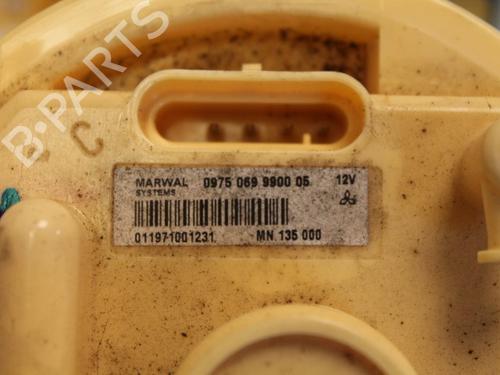 B-PARTS
C
MARWAL 0975 069 9900 05 12V
SYSTEMS
011971001231 MN 135 000